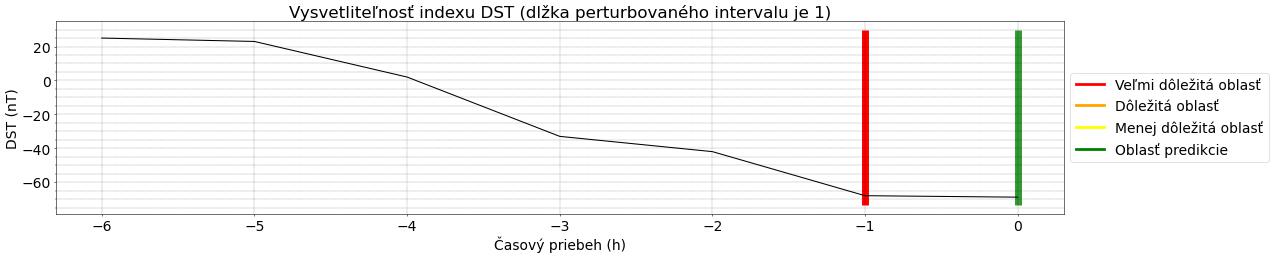 Vysvetliteľnosť indexu DST (dĺžka perturbovaného intervalu je 1)
DST (nT)
20
0
−20
−40
−60
−6 −5 −4 −3 −2 −1 0
Časový priebeh (h)
Veľmi dôležitá oblasť
Dôležitá oblasť
Menej dôležitá oblasť
Oblasť predikcie